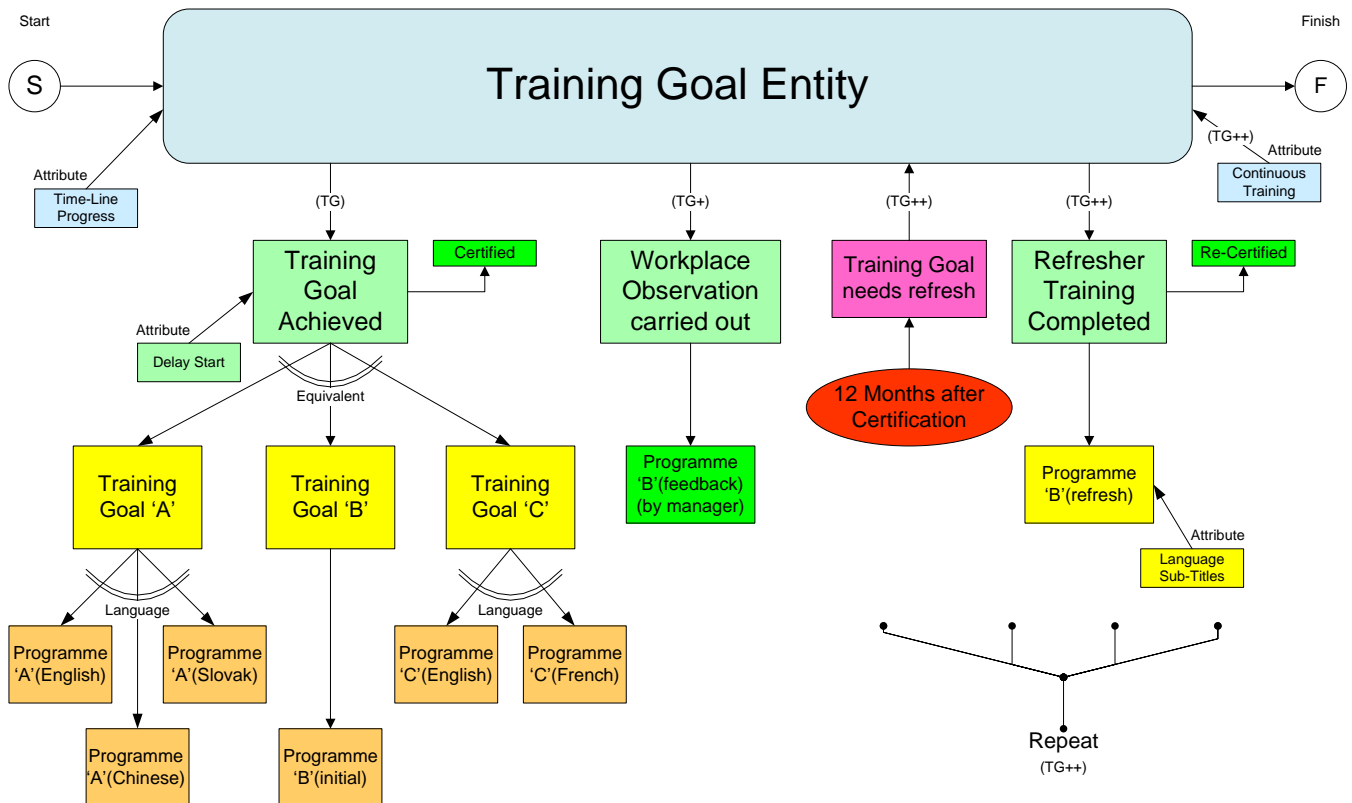 Start
Finish
S
Training Goal Entity
F
(TG++)
Attribute
Continuous
Training
Attribute
Time-Line
Progress
(TG)
(TG+)
(TG++)
(TG++)
Training
Goal
Achieved
Certified
Workplace
Observation
carried out
Training Goal
needs refresh
Refresher
Training
Completed
Re-Certified
Attribute
Delay Start
Equivalent
12 Months after
Certification
Training
Goal ‘A’
Training
Goal ‘B’
Training
Goal ‘C’
Programme
‘B’(feedback)
(by manager)
Programme
‘B’(refresh)
Attribute
Language
Sub-Titles
Language
Language
Programme
‘A’(English)
Programme
‘A’(Slovak)
Programme
‘C’(English)
Programme
‘C’(French)
Programme
‘A’(Chinese)
Programme
‘B’(initial)
Repeat
(TG++)